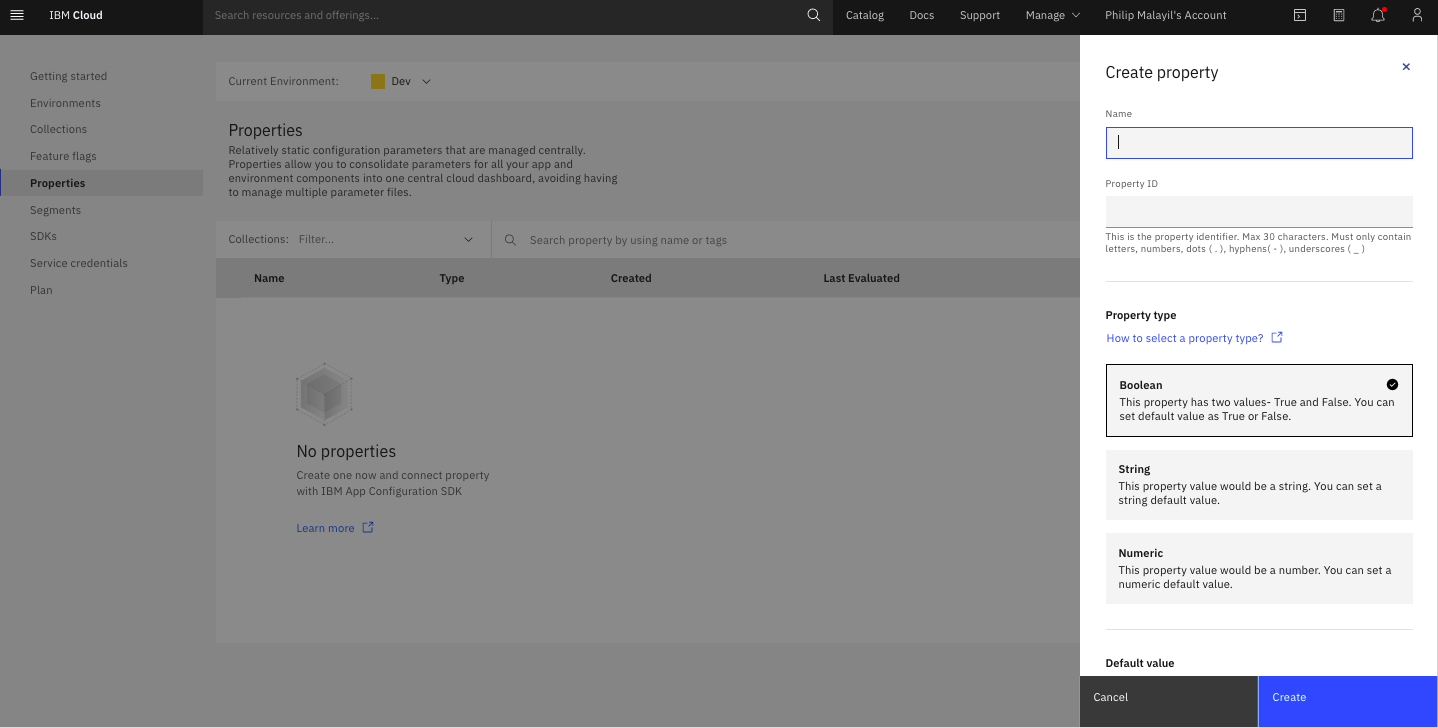 IBM Cloud
Search resources and offerings...
Catalog
Docs
Support
Manage
Philip Malayil's Account
Getting started
Environments
Collections
Feature flags
Properties
Segments
SDKs
Service credentials
Plan
Current Environment:
Dev
Properties
Relatively static configuration parameters that are managed centrally.
Properties allow you to consolidate parameters for all your app and
environment components into one central cloud dashboard, avoiding having
to manage multiple parameter files.
Collections:
Filter...
Search property by using name or tags
Name
Type
Created
Last Evaluated
No properties
Create one now and connect property
with IBM App Configuration SDK
Learn more
Create property
Name
Property ID
This is the property identifier. Max 30 characters. Must only contain
letters, numbers, dots ( . ), hyphens( - ), underscores ( _ )
Property type
How to select a property type?
Boolean
This property has two values- True and False. You can
set default value as True or False.
String
This property value would be a string. You can set a
string default value.
Numeric
This property value would be a number. You can set a
numeric default value.
Default value
Cancel
Create